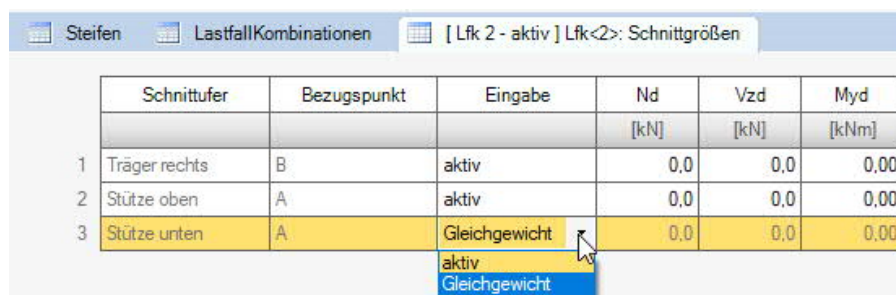 Steifen LastfallKombinationen [ Lfk 2 - aktiv ] Lfk<2>: Schnittgrößen
Schnittufer Bezugspunkt Eingabe Nd Vzd Myd
[kN] [kN] [kNm]
1 Träger rechts B aktiv 0,0 0,0 0,00
2 Stütze oben A aktiv 0,0 0,0 0,00
3 Stütze unten A Gleichgewicht 0,0 0,0 0,00
aktiv
Gleichgewicht